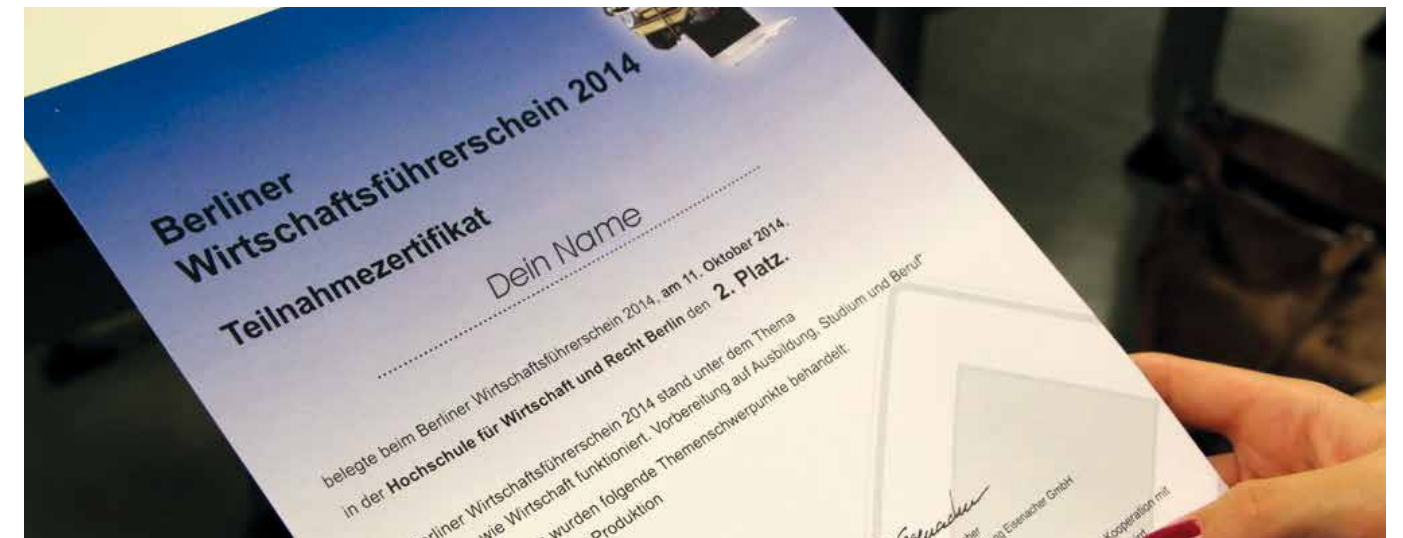 Berliner
Wirtschaftsführerschein 2014
Teilnahmezertifikat
Dein Name
belegte beim Berliner Wirtschaftsführerschein 2014, am 11. Oktober 2014,
in der Hochschule für Wirtschaft und Recht Berlin den 2. Platz.
Wirtschaftsführerschein 2014 stand unter dem Thema
wie Wirtschaft funktioniert. Vorbereitung auf Ausbildung, Studium und Beruf"
wurden folgende Themenschwerpunkte behandelt:
Produktion
Eisenacher GmbH
Kooperation mit